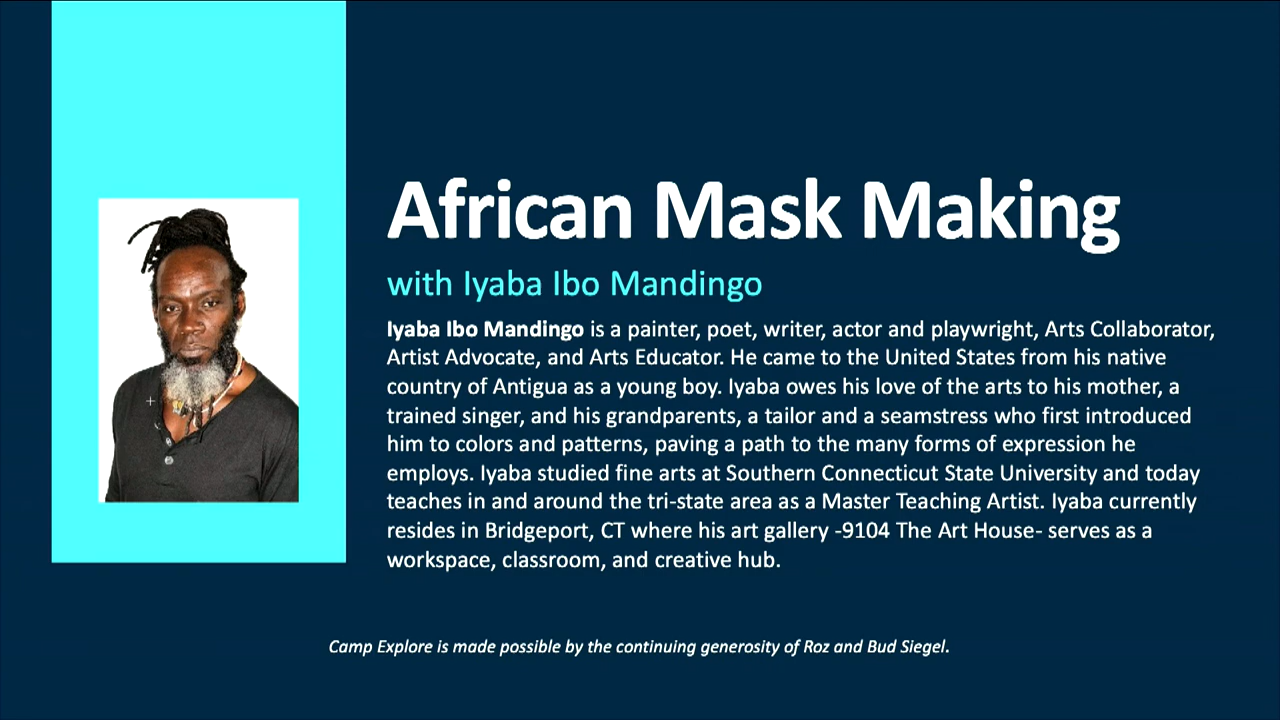 African Mask Making
with Iyaba Ibo Mandingo
Iyaba Ibo Mandingo is a painter, poet, writer, actor and playwright, Arts Collaborator,
Artist Advocate, and Arts Educator. He came to the United States from his native
country of Antigua as a young boy. Iyaba owes his love of the arts to his mother, a
trained singer, and his grandparents, a tailor and a seamstress who first introduced
him to colors and patterns, paving a path to the many forms of expression he
employs. Iyaba studied fine arts at Southern Connecticut State University and today
teaches in and around the tri-state area as a Master Teaching Artist. Iyaba currently
resides in Bridgeport, CT where his art gallery -9104 The Art House- serves as a
workspace, classroom, and creative hub.
Camp Explore is made possible by the continuing generosity of Roz and Bud Siegel.